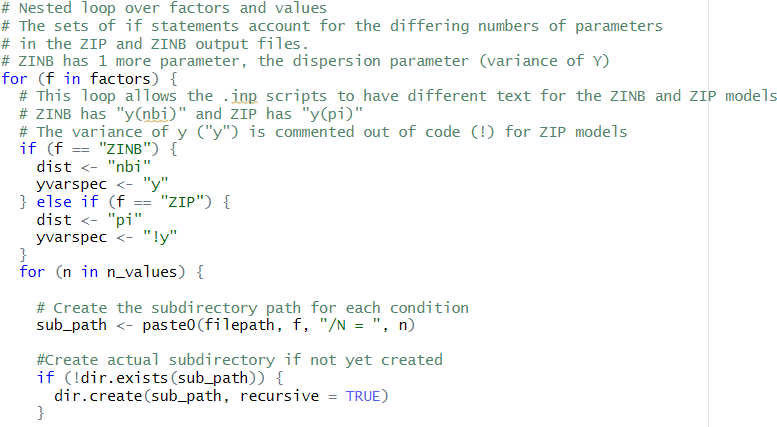 # Nested loop over factors and values
# The sets of if statements account for the differing numbers of parameters
# in the ZIP and ZINB output files.
# ZINB has 1 more parameter, the dispersion parameter (variance of Y)
for (f in factors) {
  # This loop allows the .inp scripts to have different text for the ZINB and ZIP models
  # ZINB has "y(nbi)" and ZIP has "y(pi)"
  # The variance of y ("y") is commented out of code (!) for ZIP models
  if (f == "ZINB") {
    dist <- "nbi"
    yvarspec <- "y"
  } else if (f == "ZIP") {
    dist <- "pi"
    yvarspec <- "!y"
  }
  for (n in n_values) {
    # Create the subdirectory path for each condition
    sub_path <- paste0(filepath, f, "/N = ", n)
    #Create actual subdirectory if not yet created
    if (!dir.exists(sub_path)) {
      dir.create(sub_path, recursive = TRUE)
    }